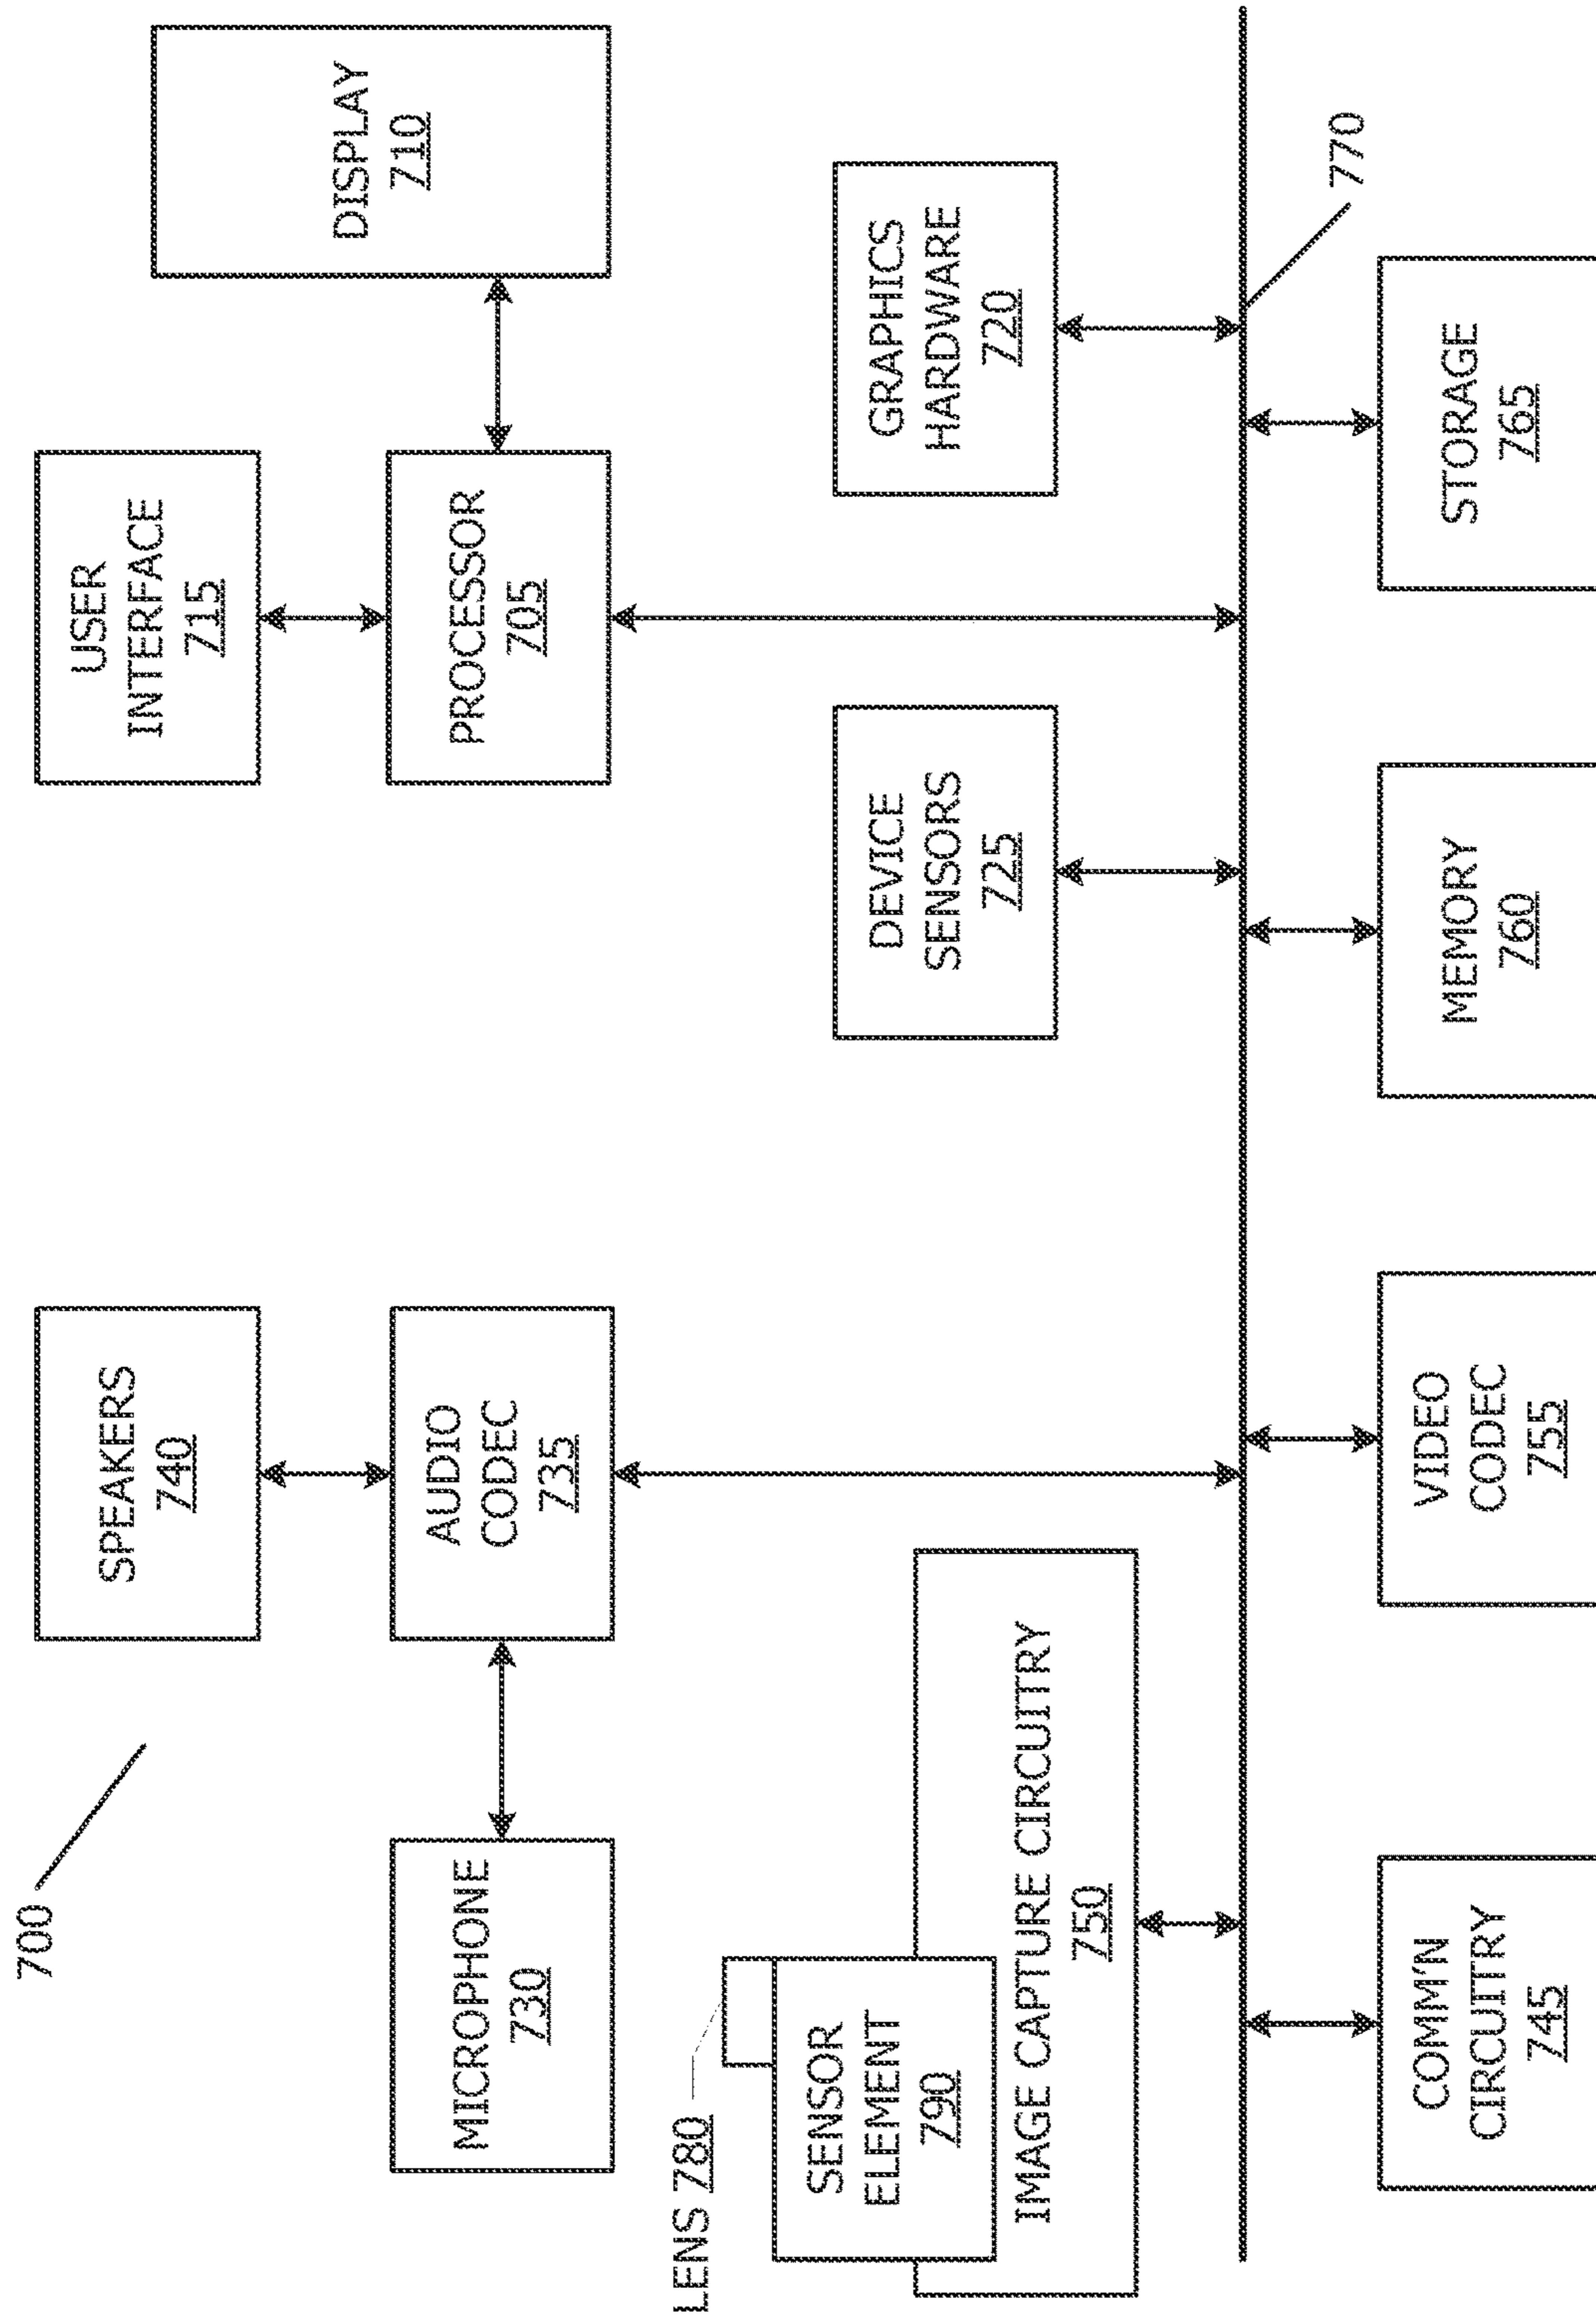 700
SPEAKERS
740
USER
INTERFACE
715
DISPLAY
710
MICROPHONE
730
AUDIO
CODEC
735
PROCESSOR
705
LENS 780
SENSOR
ELEMENT
790
IMAGE CAPTURE CIRCUITRY
750
DEVICE
SENSORS
725
GRAPHICS
HARDWARE
720
770
COMM'N
CIRCUITRY
745
VIDEO
CODEC
755
MEMORY
760
STORAGE
765